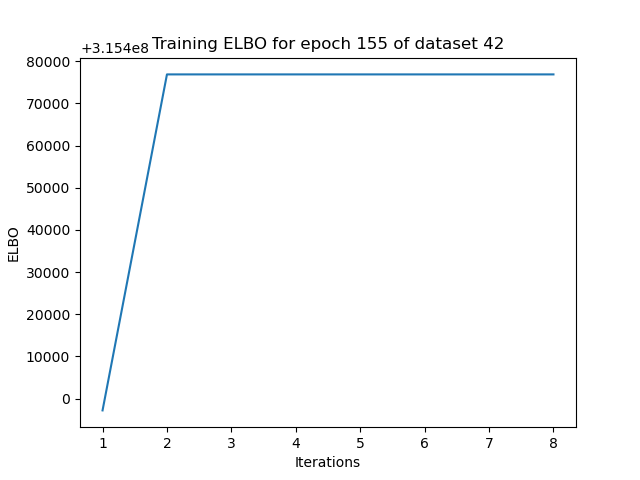 +3.154e8
Training ELBO for epoch 155 of dataset 42
80000
70000
60000
50000
40000
30000
20000
10000
0
ELBO
1 2 3 4 5 6 7 8
Iterations